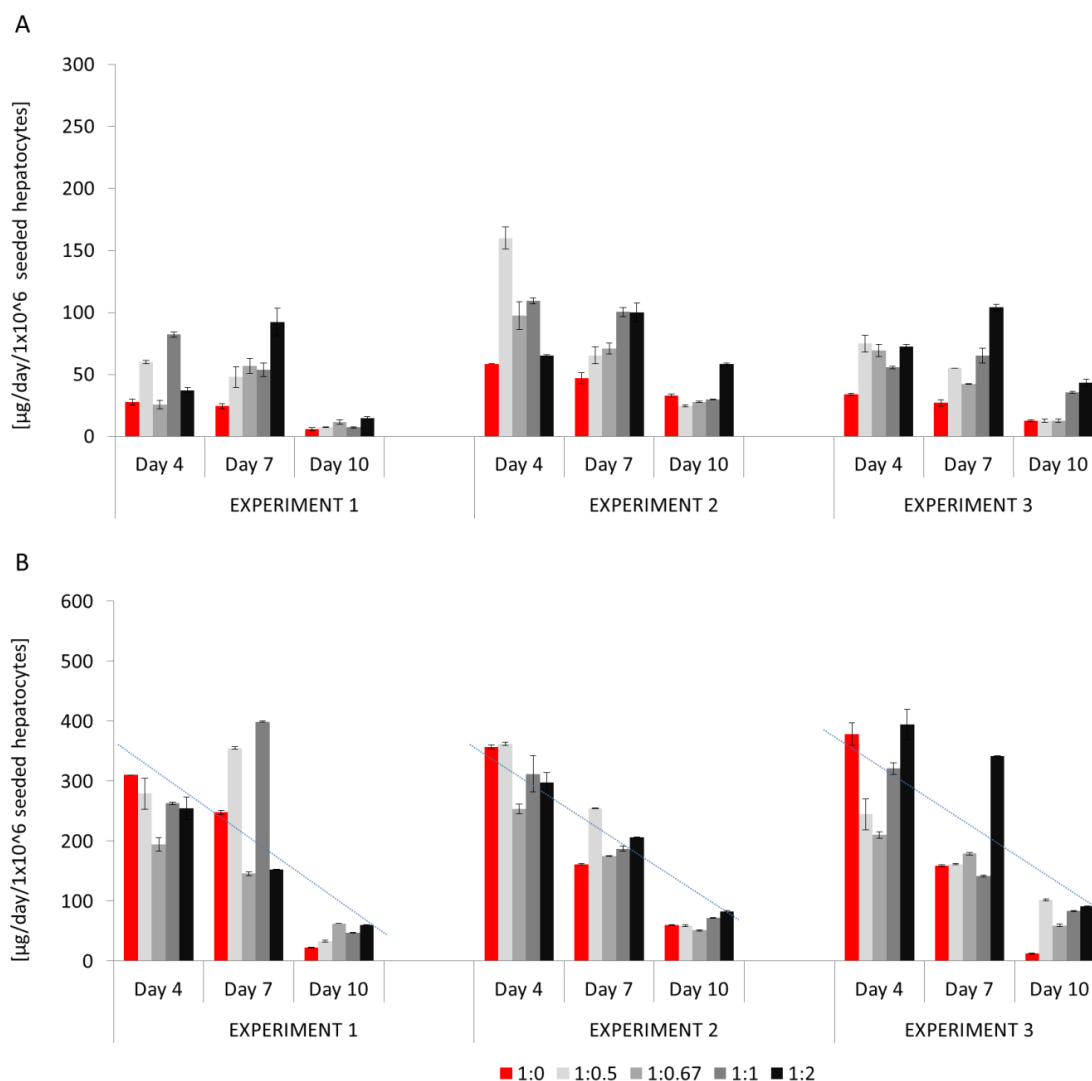 A
[µg/day/1x10^6 seeded hepatocytes]
300
250
200
150
100
50
0
Day 4 Day 7 Day 10 Day 4 Day 7 Day 10 Day 4 Day 7 Day 10
EXPERIMENT 1 EXPERIMENT 2 EXPERIMENT 3
B
[µg/day/1x10^6 seeded hepatocytes]
600
500
400
300
200
100
0
Day 4 Day 7 Day 10 Day 4 Day 7 Day 10 Day 4 Day 7 Day 10
EXPERIMENT 1 EXPERIMENT 2 EXPERIMENT 3
1:0 1:0.5 1:0.67 1:1 1:2